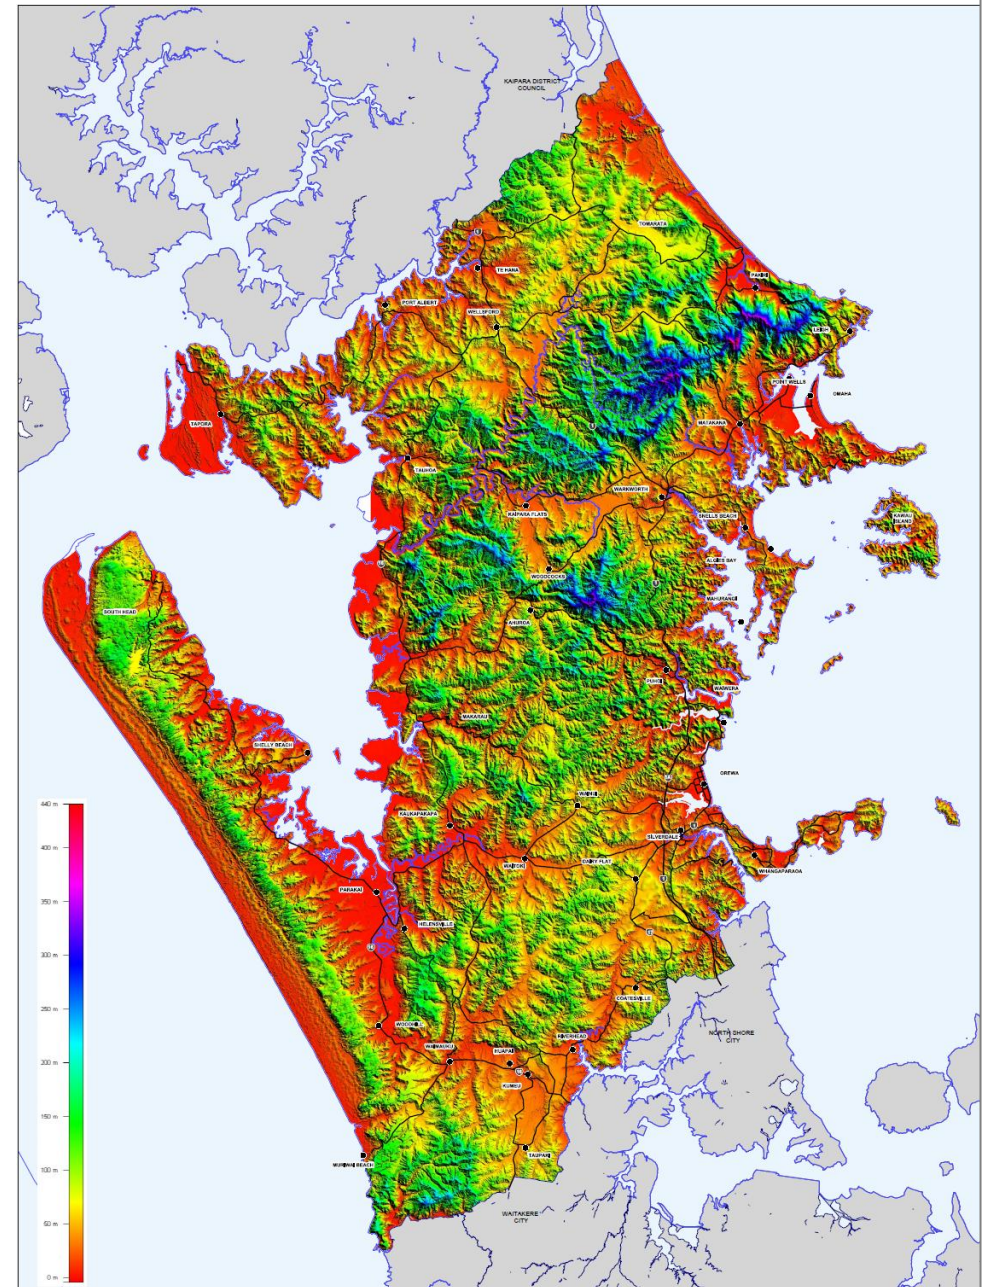 KAIPARA DISTRICT
COUNCIL
TOMARATA
TE HANA
PAKIRI
PORT ALBERT
WELLSFORD
LEIGH
POINT WELLS
OMAHA
TAPORA
MATAKANA
TAUHOA
WARKWORTH
KAIPARA FLATS
SNELLS BEACH
KAWAU
ISLAND
ALGIES BAY
WOODCOCKS
MAHURANGI
SOUTH HEAD
AHUROA
PUHOI
WAIWERA
MAKARAU
SHELLY BEACH
OREWA
WAINUI
KAUKAPAKAPA
SILVERDALE
WAITOKI
DAIRY FLAT
WHANGAPARAOA
PARAKAI
HELENSVILLE
COATESVILLE
WOODHILL
NORTH SHORE
CITY
RIVERHEAD
WAIMAUKU
HUAPAI
KUMEU
TAUPAKI
MURIWAI BEACH
WAITAKERE
CITY
440 m
400 m
350 m
300 m
250 m
200 m
150 m
100 m
50 m
0 m